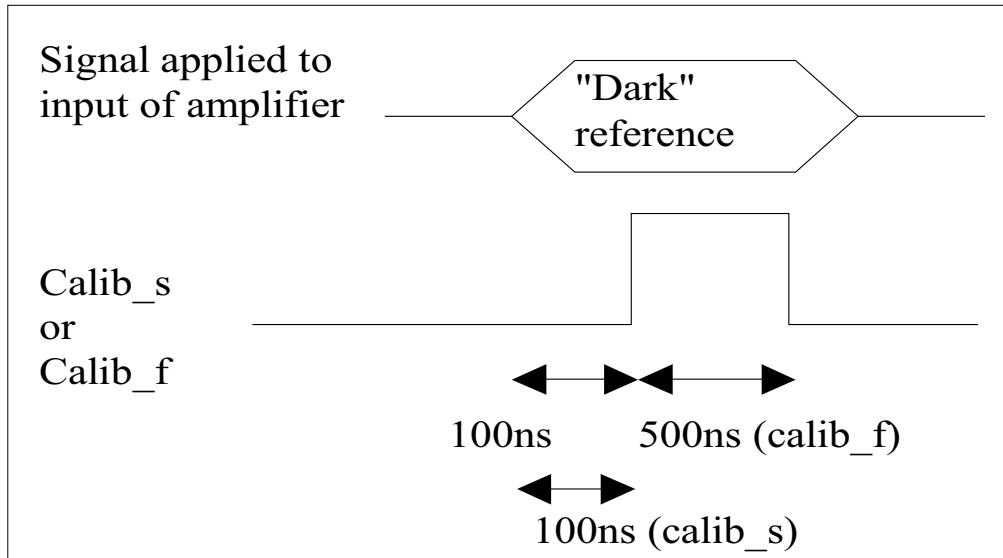 Signal applied to
input of amplifier
"Dark"
reference
Calib_s
or
Calib_f
100ns
500ns (calib_f)
100ns (calib_s)